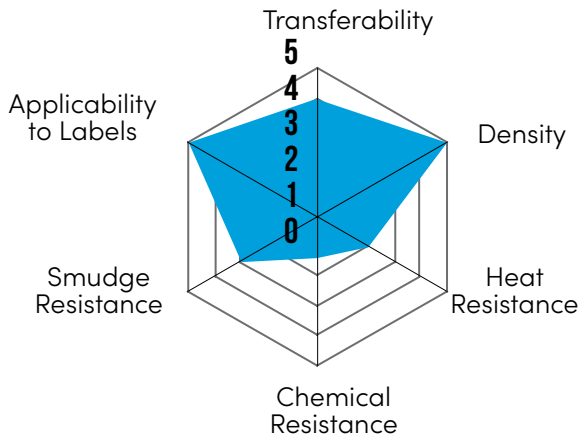 Transferability
5
4
3
2
1
0
Applicability
to Labels
Density
Smudge
Resistance
Heat
Resistance
Chemical
Resistance